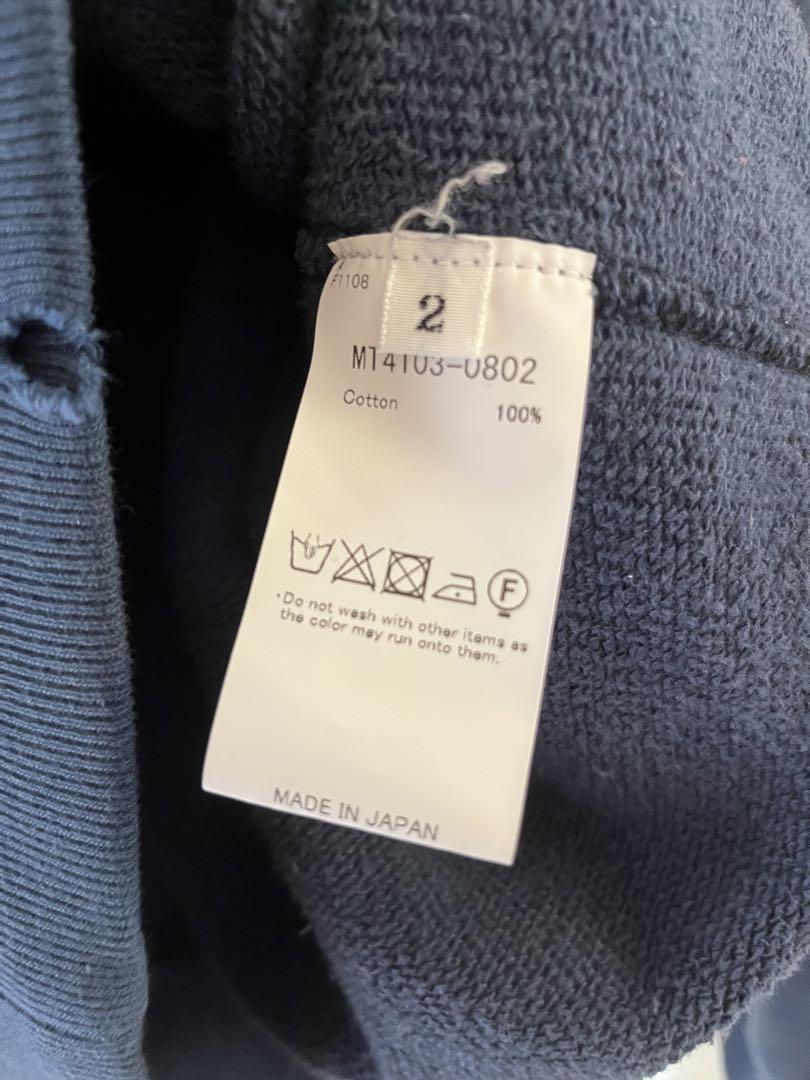 F1108
2
MT4103-0802
Cotton 100%
F
·Do not wash with other items as
the color may run onto them.
MADE IN JAPAN